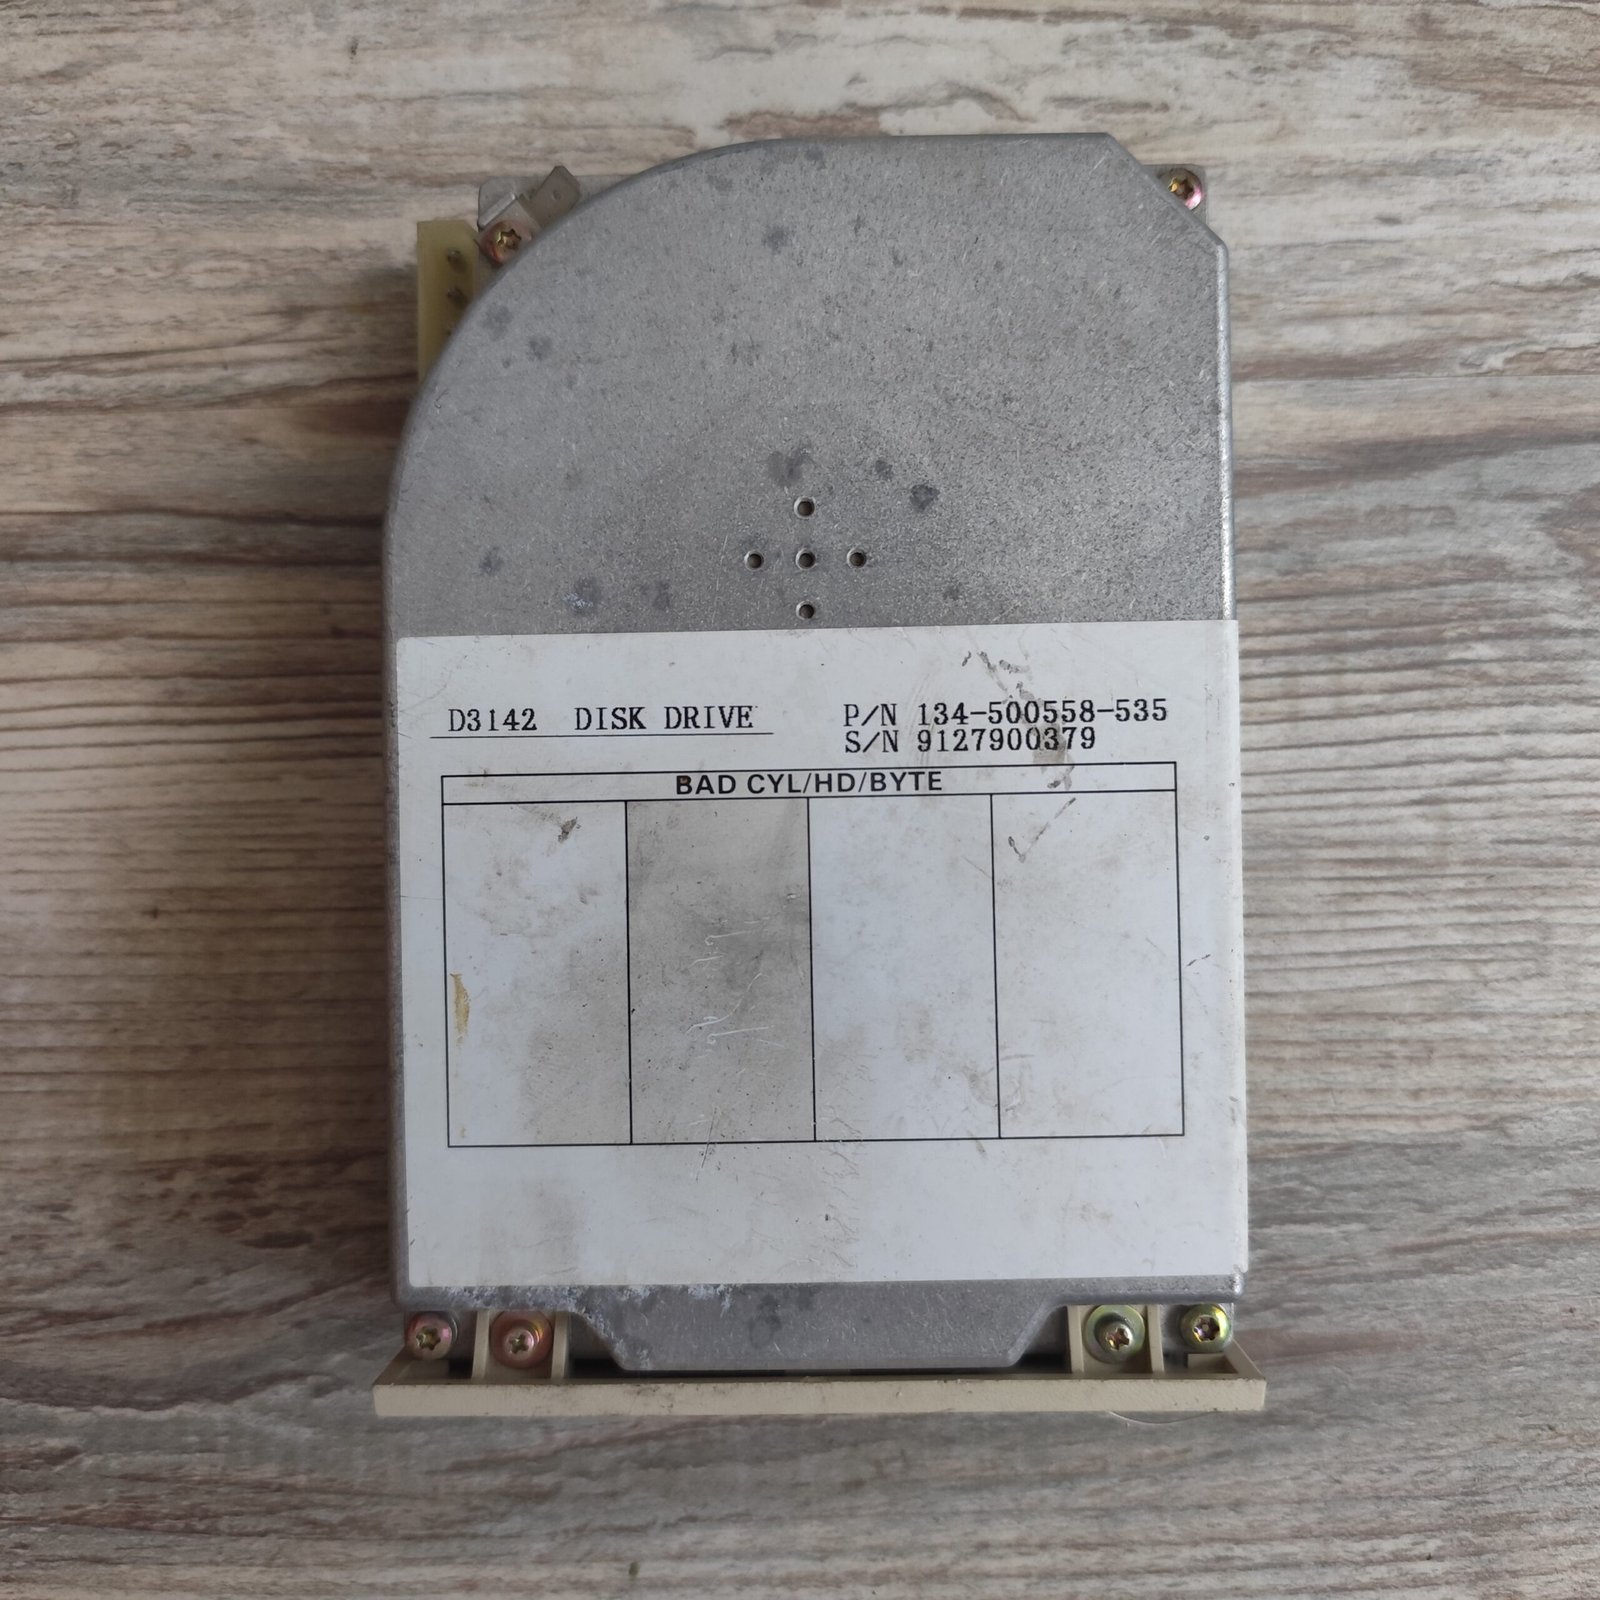 D3142 DISK DRIVE P/N 134-500558-535
S/N 9127900379
BAD CYL/HD/BYTE